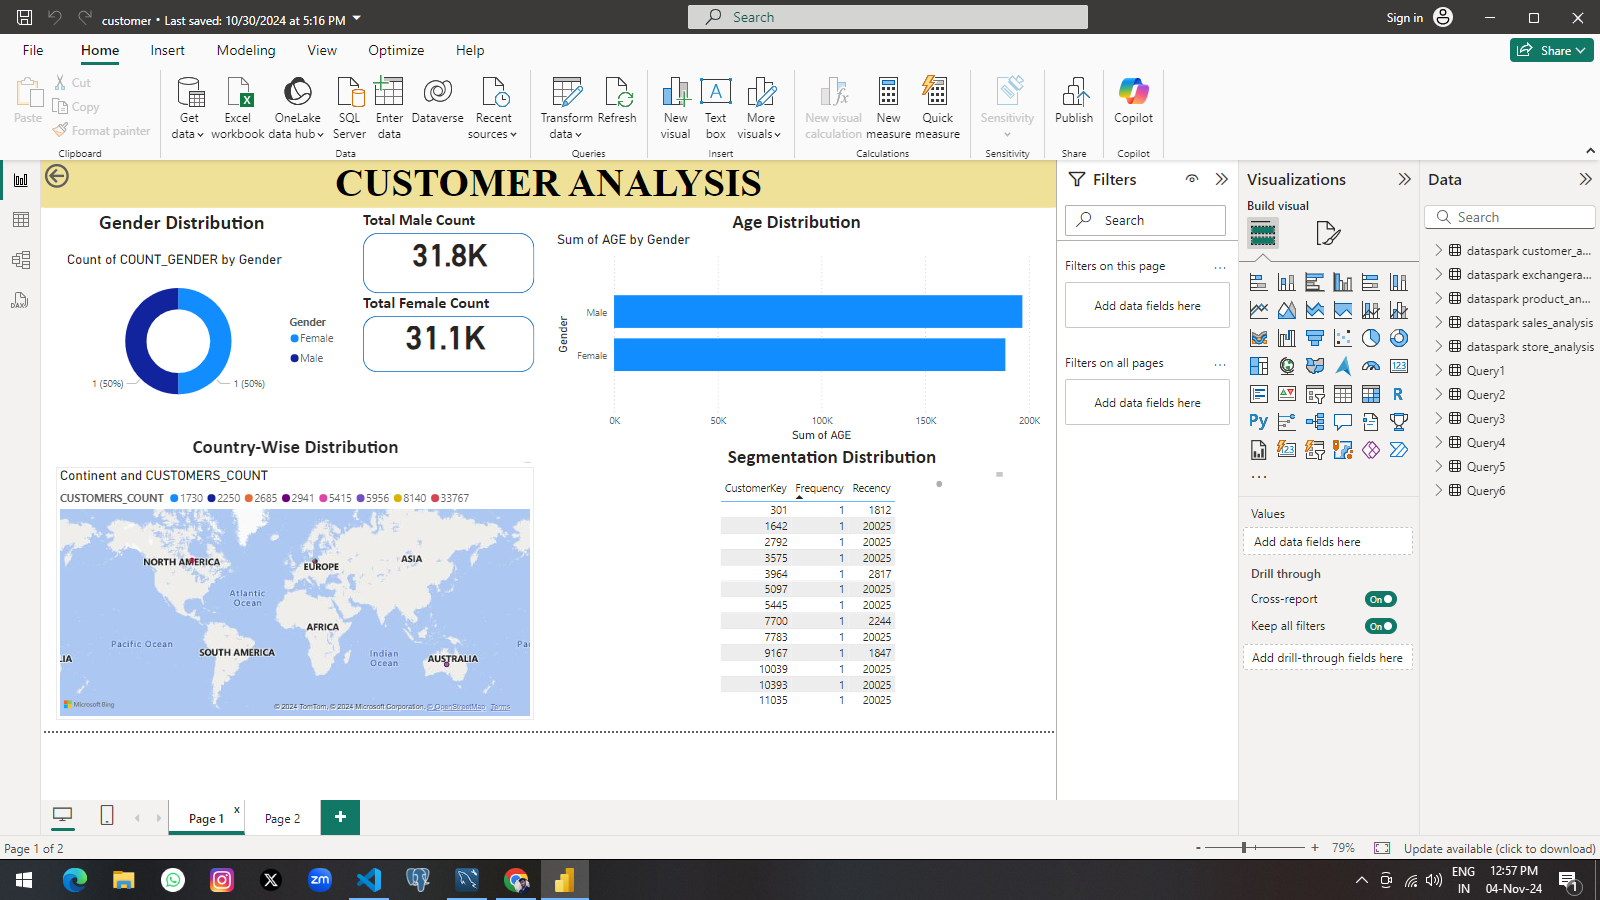 customer • Last saved: 10/30/2024 at 5:16 PM
Search
Sign in
File Home Insert Modeling View Optimize Help
Share
Paste
Cut
Copy
Format painter
Clipboard
Get data
Excel workbook
OneLake data hub
SQL Server
Enter data
Dataverse
Recent sources
Data
Transform data
Refresh
Queries
New visual
Text box
More visuals
Insert
New visual calculation
New measure
Quick measure
Calculations
Sensitivity
Sensitivity
Publish
Share
Copilot
Copilot
CUSTOMER ANALYSIS
Gender Distribution
Count of COUNT_GENDER by Gender
Gender
Female
Male
1 (50%)
1 (50%)
Total Male Count
31.8K
Total Female Count
31.1K
Age Distribution
Sum of AGE by Gender
Gender
Male
Female
0K 50K 100K 150K 200K
Sum of AGE
Country-Wise Distribution
Continent and CUSTOMERS_COUNT
CUSTOMERS_COUNT 1730 2250 2685 2941 5415 5956 8140 33767
NORTH AMERICA
EUROPE
ASIA
Atlantic Ocean
AFRICA
Pacific Ocean
Pac
SOUTH AMERICA
Indian Ocean
AUSTRALIA
LIA
Microsoft Bing
© 2024 TomTom, © 2024 Microsoft Corporation, © OpenStreetMap Terms
Segmentation Distribution
CustomerKey Frequency Recency
301 1 1812
1642 1 20025
2792 1 20025
3575 1 20025
3964 1 2817
5097 1 20025
5445 1 20025
7700 1 2244
7783 1 20025
9167 1 1847
10039 1 20025
10393 1 20025
11035 1 20025
Filters
Search
Filters on this page ...
Add data fields here
Filters on all pages ...
Add data fields here
Visualizations
Build visual
123
R
Py
123
...
Values
Add data fields here
Drill through
Cross-report On
Keep all filters On
Add drill-through fields here
Data
Search
dataspark customer_a...
dataspark exchangera...
dataspark product_an...
dataspark sales_analysis
dataspark store_analysis
Query1
Query2
Query3
Query4
Query5
Query6
DAX
Page 1 x
Page 2
+
Page 1 of 2
- + 79%
Update available (click to download)
zm
ENG
IN
12:57 PM
04-Nov-24
1